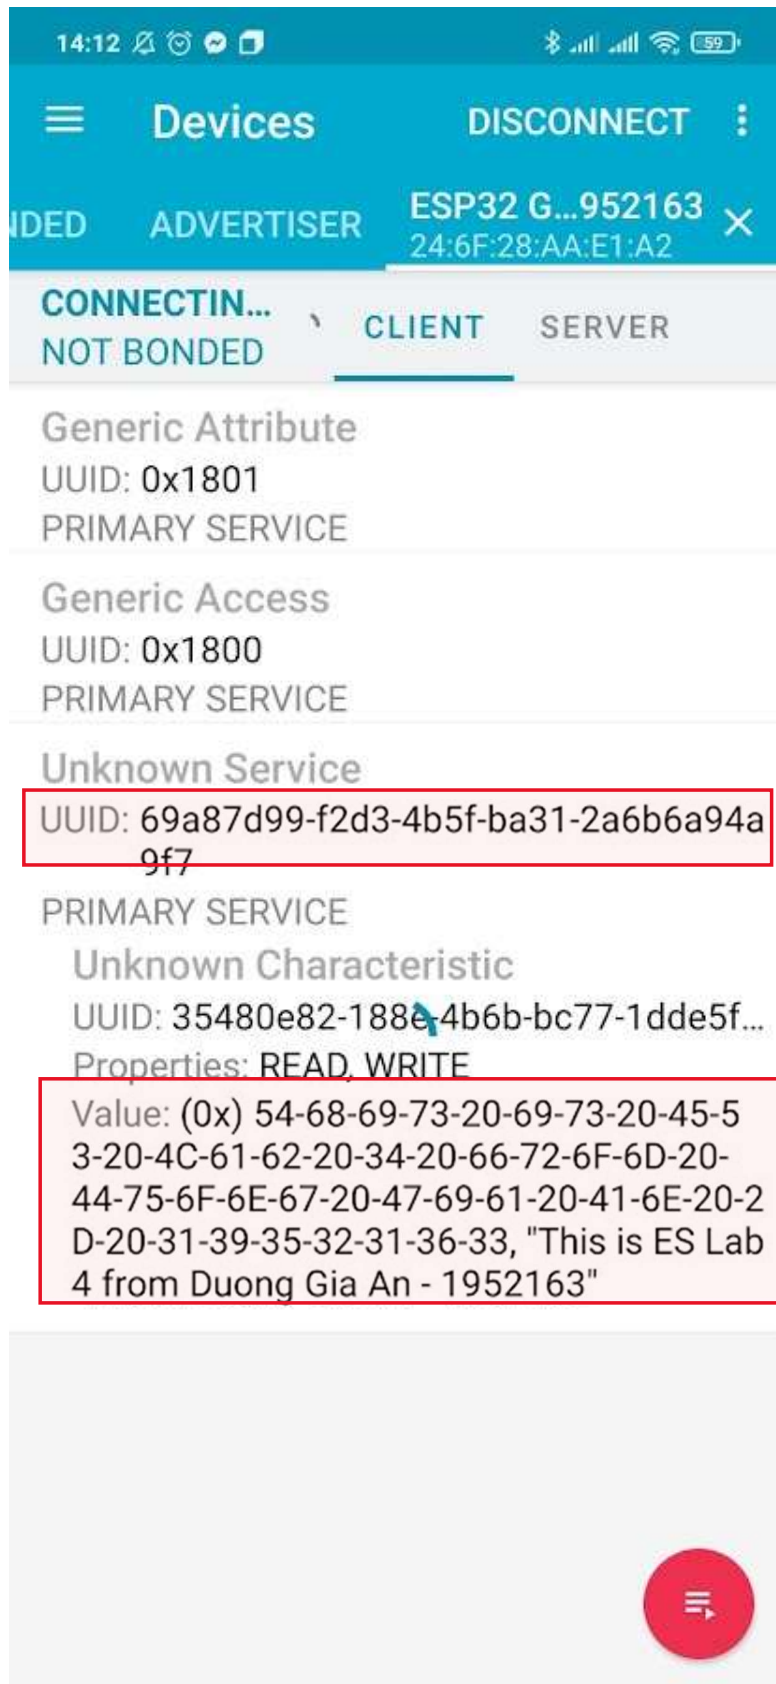 14:12
59
Devices
DISCONNECT
NDED
ADVERTISER
ESP32 G...952163
24:6F:28:AA:E1:A2
CONNECTIN...
NOT BONDED
CLIENT
SERVER
Generic Attribute
UUID: 0x1801
PRIMARY SERVICE
Generic Access
UUID: 0x1800
PRIMARY SERVICE
Unknown Service
UUID: 69a87d99-f2d3-4b5f-ba31-2a6b6a94a
9f7
PRIMARY SERVICE
Unknown Characteristic
UUID: 35480e82-188e-4b6b-bc77-1dde5f...
Properties: READ, WRITE
Value: (0x) 54-68-69-73-20-69-73-20-45-5
3-20-4C-61-62-20-34-20-66-72-6F-6D-20-
44-75-6F-6E-67-20-47-69-61-20-41-6E-20-2
D-20-31-39-35-32-31-36-33, "This is ES Lab
4 from Duong Gia An - 1952163"